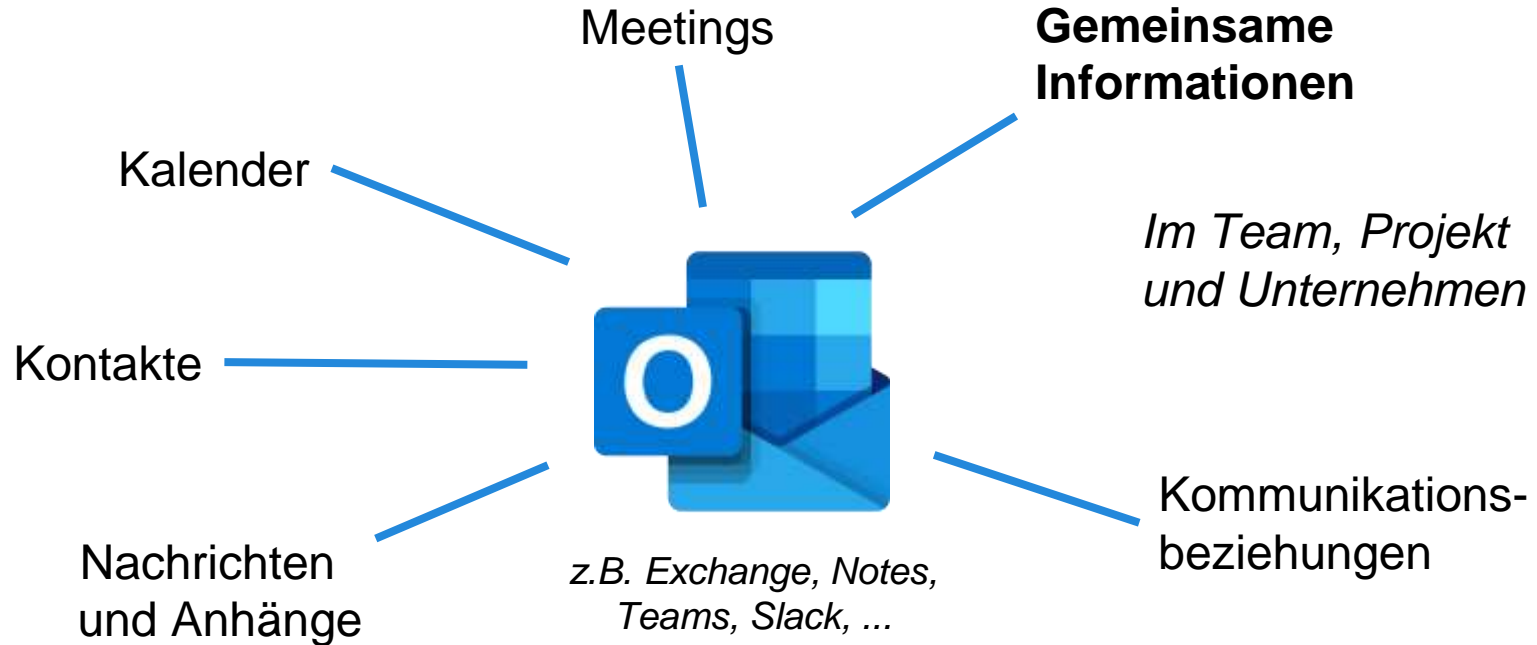 Meetings
Gemeinsame
Informationen
Kalender
Im Team, Projekt
und Unternehmen
Kontakte
O
Kommunikations-
beziehungen
Nachrichten
und Anhänge
z.B. Exchange, Notes,
Teams, Slack, ...